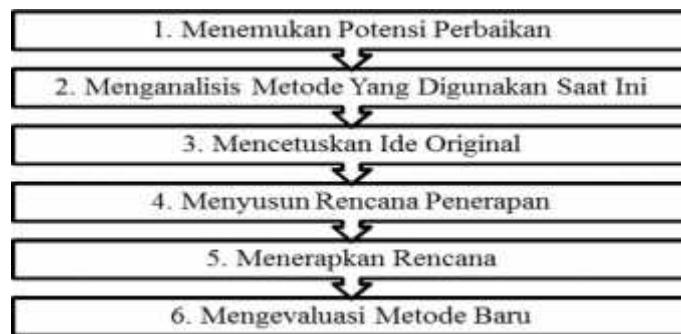 1. Menemukan Potensi Perbaikan
2. Menganalisis Metode Yang Digunakan Saat Ini
3. Mencetuskan Ide Original
4. Menyusun Rencana Penerapan
5. Menerapkan Rencana
6. Mengevaluasi Metode Baru